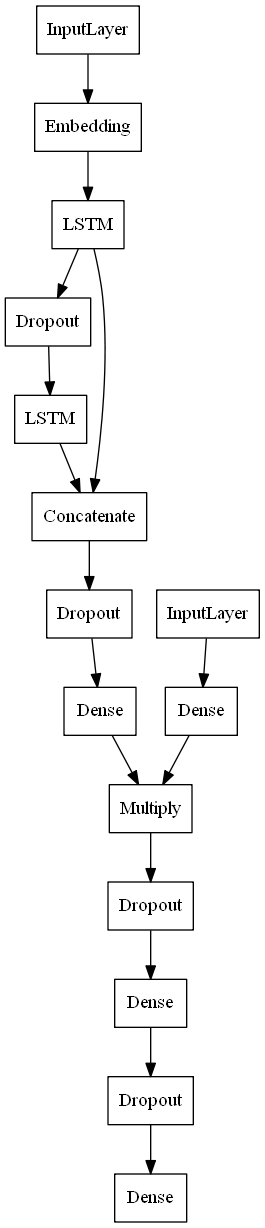 InputLayer
Embedding
LSTM
Dropout
LSTM
Concatenate
Dropout
InputLayer
Dense
Dense
Multiply
Dropout
Dense
Dropout
Dense